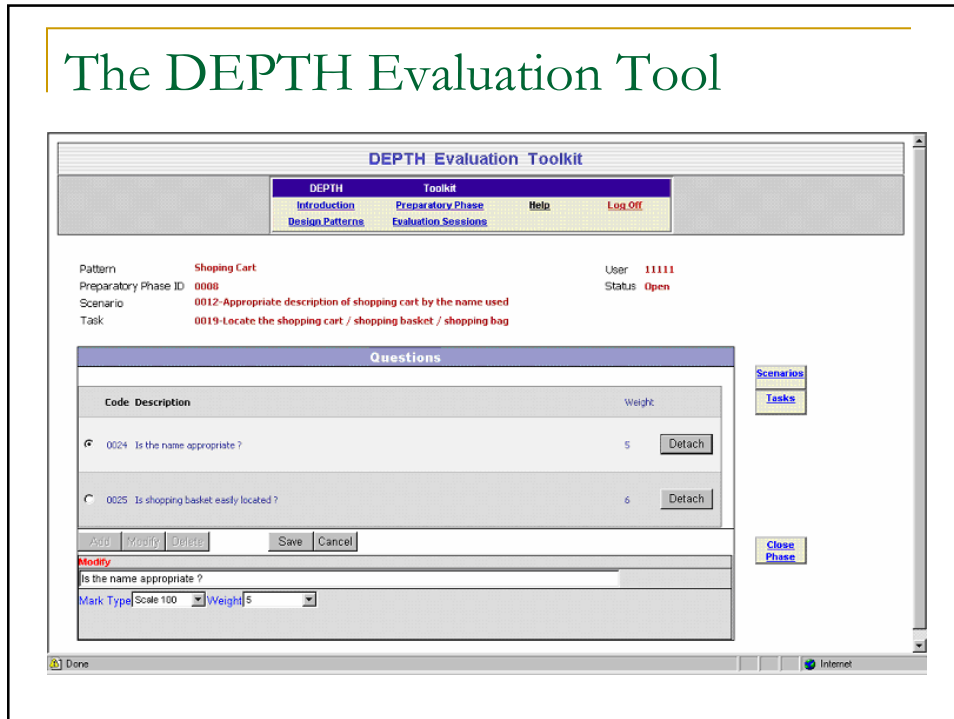 The DEPTH Evaluation Tool
DEPTH Evaluation Toolkit
DEPTH Toolkit
Introduction Preparatory Phase Help Log Off
Design Patterns Evaluation Sessions
Pattern Shoping Cart User 11111
Preparatory Phase ID 0008 Status Open
Scenario 0012-Appropriate description of shopping cart by the name used
Task 0019-Locate the shopping cart / shopping basket / shopping bag
Questions
Scenarios
Tasks
Code Description Weight
0024 Is the name appropriate ? 5 Detach
0025 Is shopping basket easily located ? 6 Detach
Add Modify Delete Save Cancel
Close
Phase
Modify
Is the name appropriate ?
Mark Type Scale 100 Weight 5
Done Internet